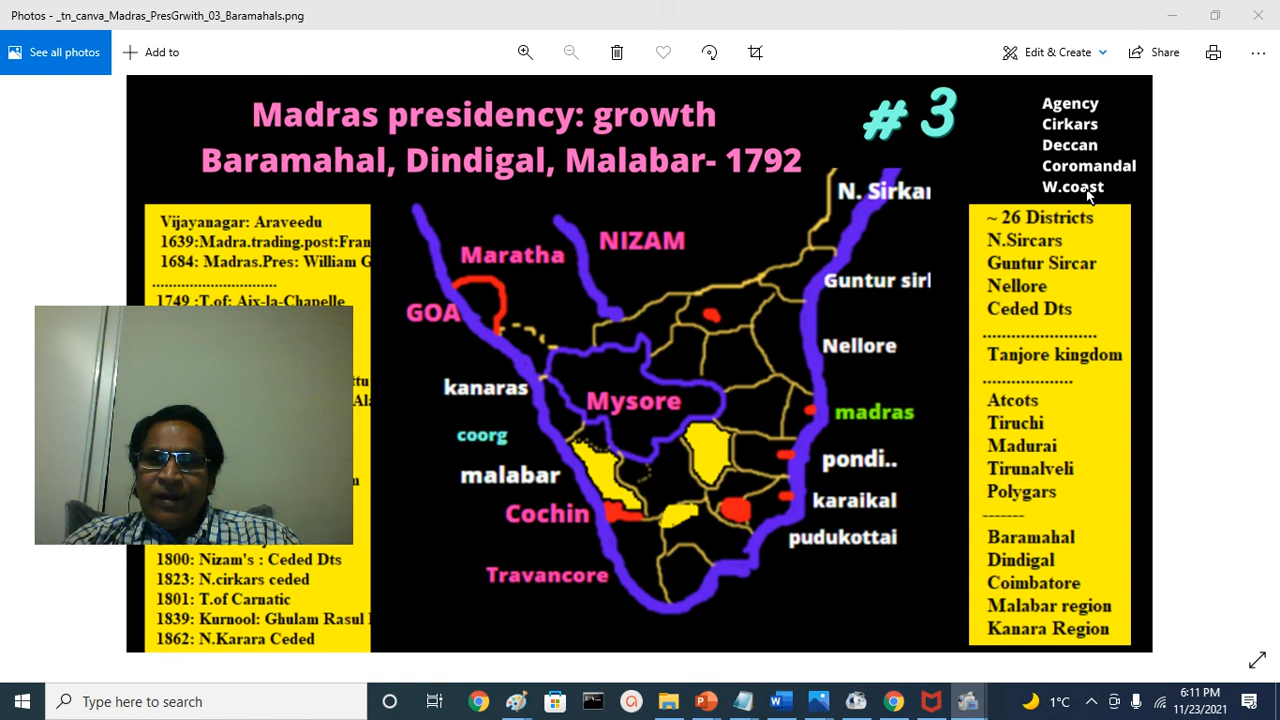 Photos - _tn_canva_Madras_PresGrwith_03_Baramahals.png
See all photos
Add to
Edit & Create
Share
Madras presidency: growth
Baramahal, Dindigal, Malabar- 1792
# 3
Agency
Cirkars
Deccan
Coromandal
W.coast
Vijayanagar: Araveedu
1639:Madra.trading.post:Fran
1684: Madras.Pres: William G
..............................
1749 :T.of: Aix-la-Chapelle
1800: Nizam's : Ceded Dts
1823: N.cirkars ceded
1801: T.of Carnatic
1839: Kurnool: Ghulam Rasul
1862: N.Karara Ceded
N. Sirkar
NIZAM
Maratha
GOA
Guntur sirl
Nellore
kanaras
Mysore
madras
coorg
pondi..
malabar
karaikal
Cochin
pudukottai
Travancore
~ 26 Districts
N.Sircars
Guntur Sircar
Nellore
Ceded Dts
.........................
Tanjore kingdom
...................
Atcots
Tiruchi
Madurai
Tirunalveli
Polygars
-------
Baramahal
Dindigal
Coimbatore
Malabar region
Kanara Region
Type here to search
1°C
6:11 PM
11/23/2021